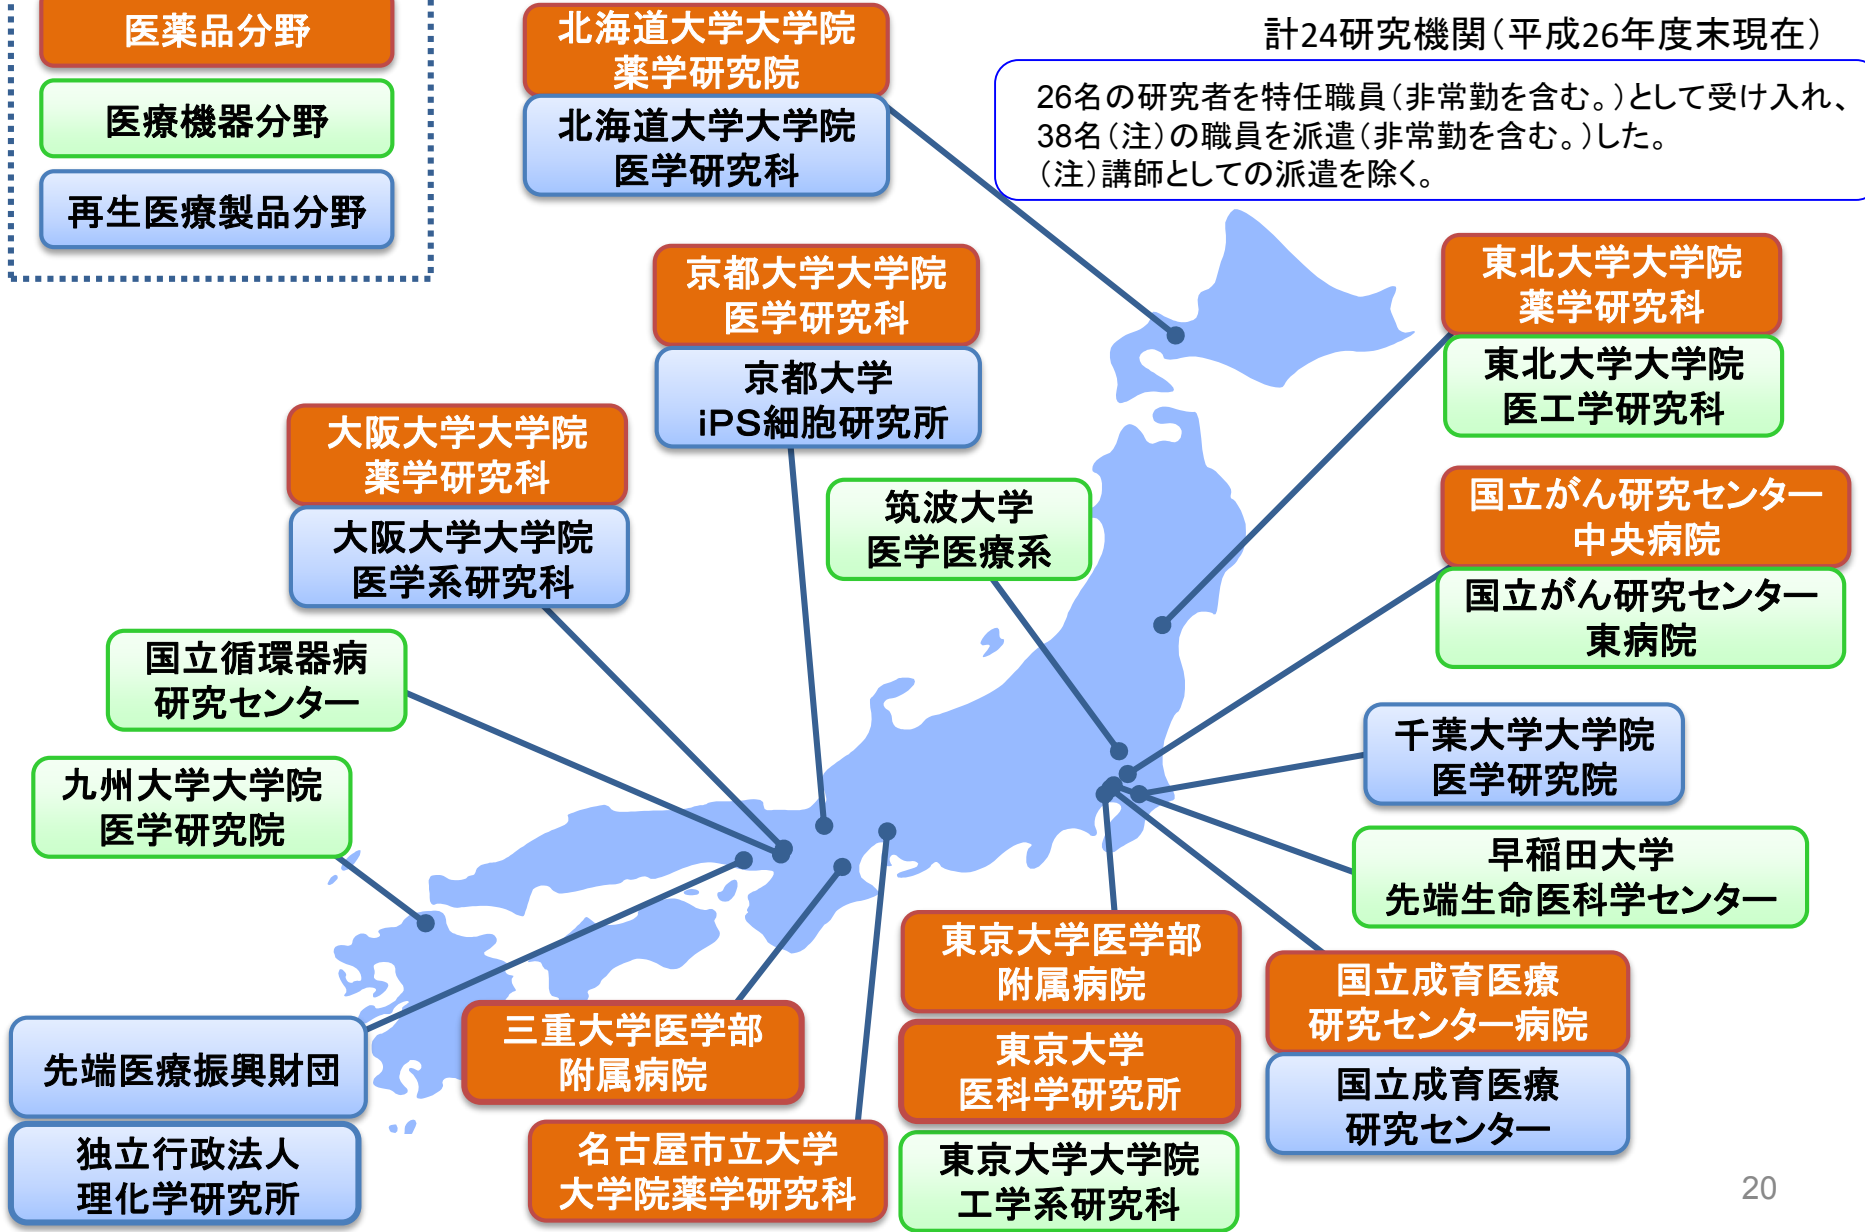 医薬品分野
医療機器分野
再生医療製品分野
北海道大学大学院
薬学研究院
北海道大学大学院
医学研究科
計24研究機関（平成26年度末現在）
26名の研究者を特任職員（非常勤を含む。）として受け入れ、
38名（注）の職員を派遣（非常勤を含む。）した。
（注）講師としての派遣を除く。
京都大学大学院
医学研究科
京都大学
iPS細胞研究所
東北大学大学院
薬学研究科
東北大学大学院
医工学研究科
大阪大学大学院
薬学研究科
大阪大学大学院
医学系研究科
筑波大学
医学医療系
国立がん研究センター
中央病院
国立がん研究センター
東病院
国立循環器病
研究センター
千葉大学大学院
医学研究院
九州大学大学院
医学研究院
早稲田大学
先端生命医科学センター
東京大学医学部
附属病院
東京大学
医科学研究所
東京大学大学院
工学系研究科
国立成育医療
研究センター病院
国立成育医療
研究センター
三重大学医学部
附属病院
先端医療振興財団
独立行政法人
理化学研究所
名古屋市立大学
大学院薬学研究科
20